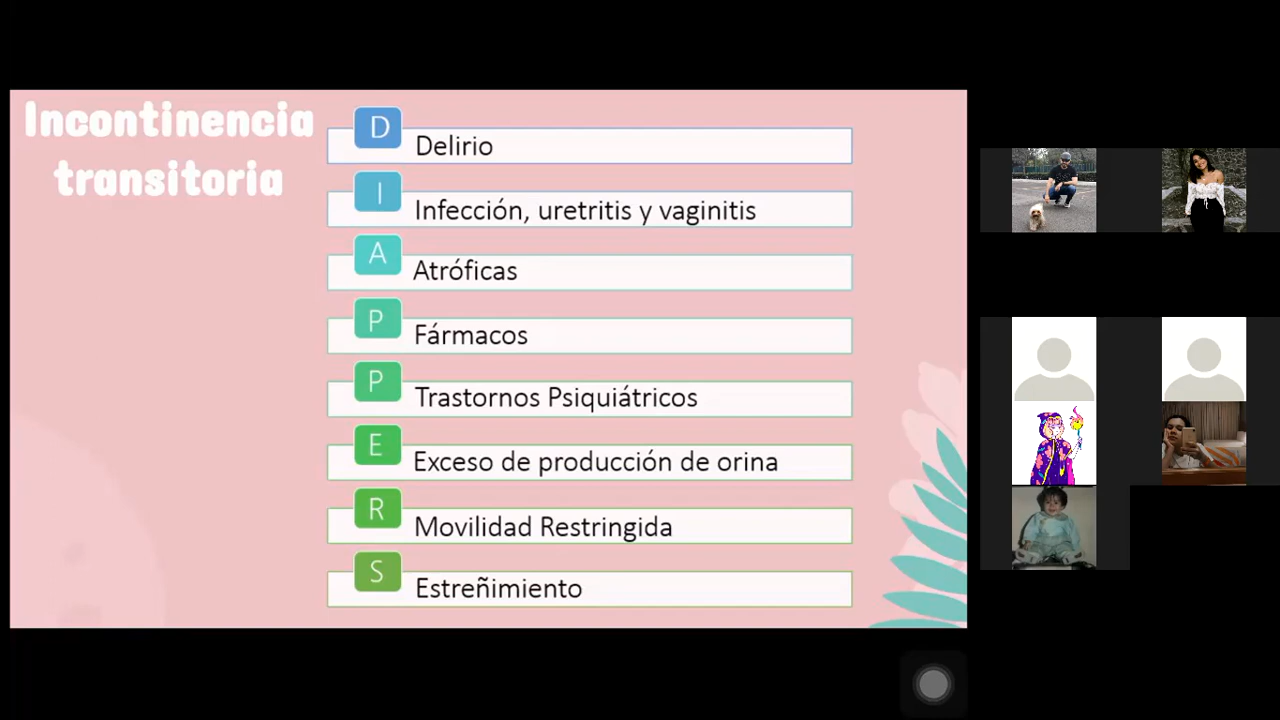 Incontinencia
transitoria
D
Delirio
I
Infección, uretritis y vaginitis
A
Atróficas
P
Fármacos
P
Trastornos Psiquiátricos
E
Exceso de producción de orina
R
Movilidad Restringida
S
Estreñimiento